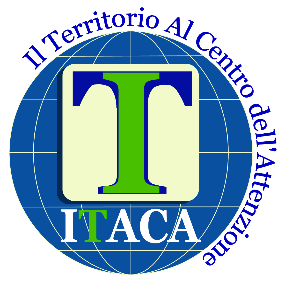 Il Territorio Al Centro dell'Attenzione
T
ITACA